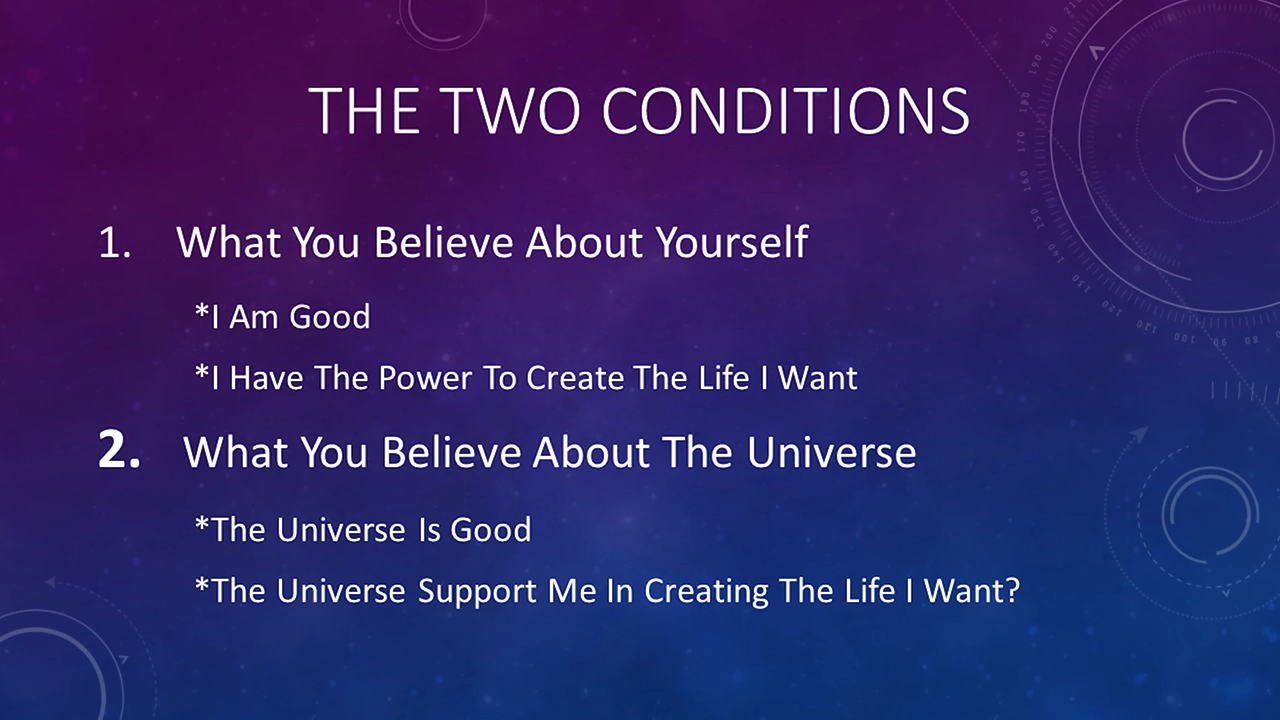 THE TWO CONDITIONS
1. What You Believe About Yourself
*I Am Good
*I Have The Power To Create The Life I Want
2. What You Believe About The Universe
*The Universe Is Good
*The Universe Support Me In Creating The Life I Want?